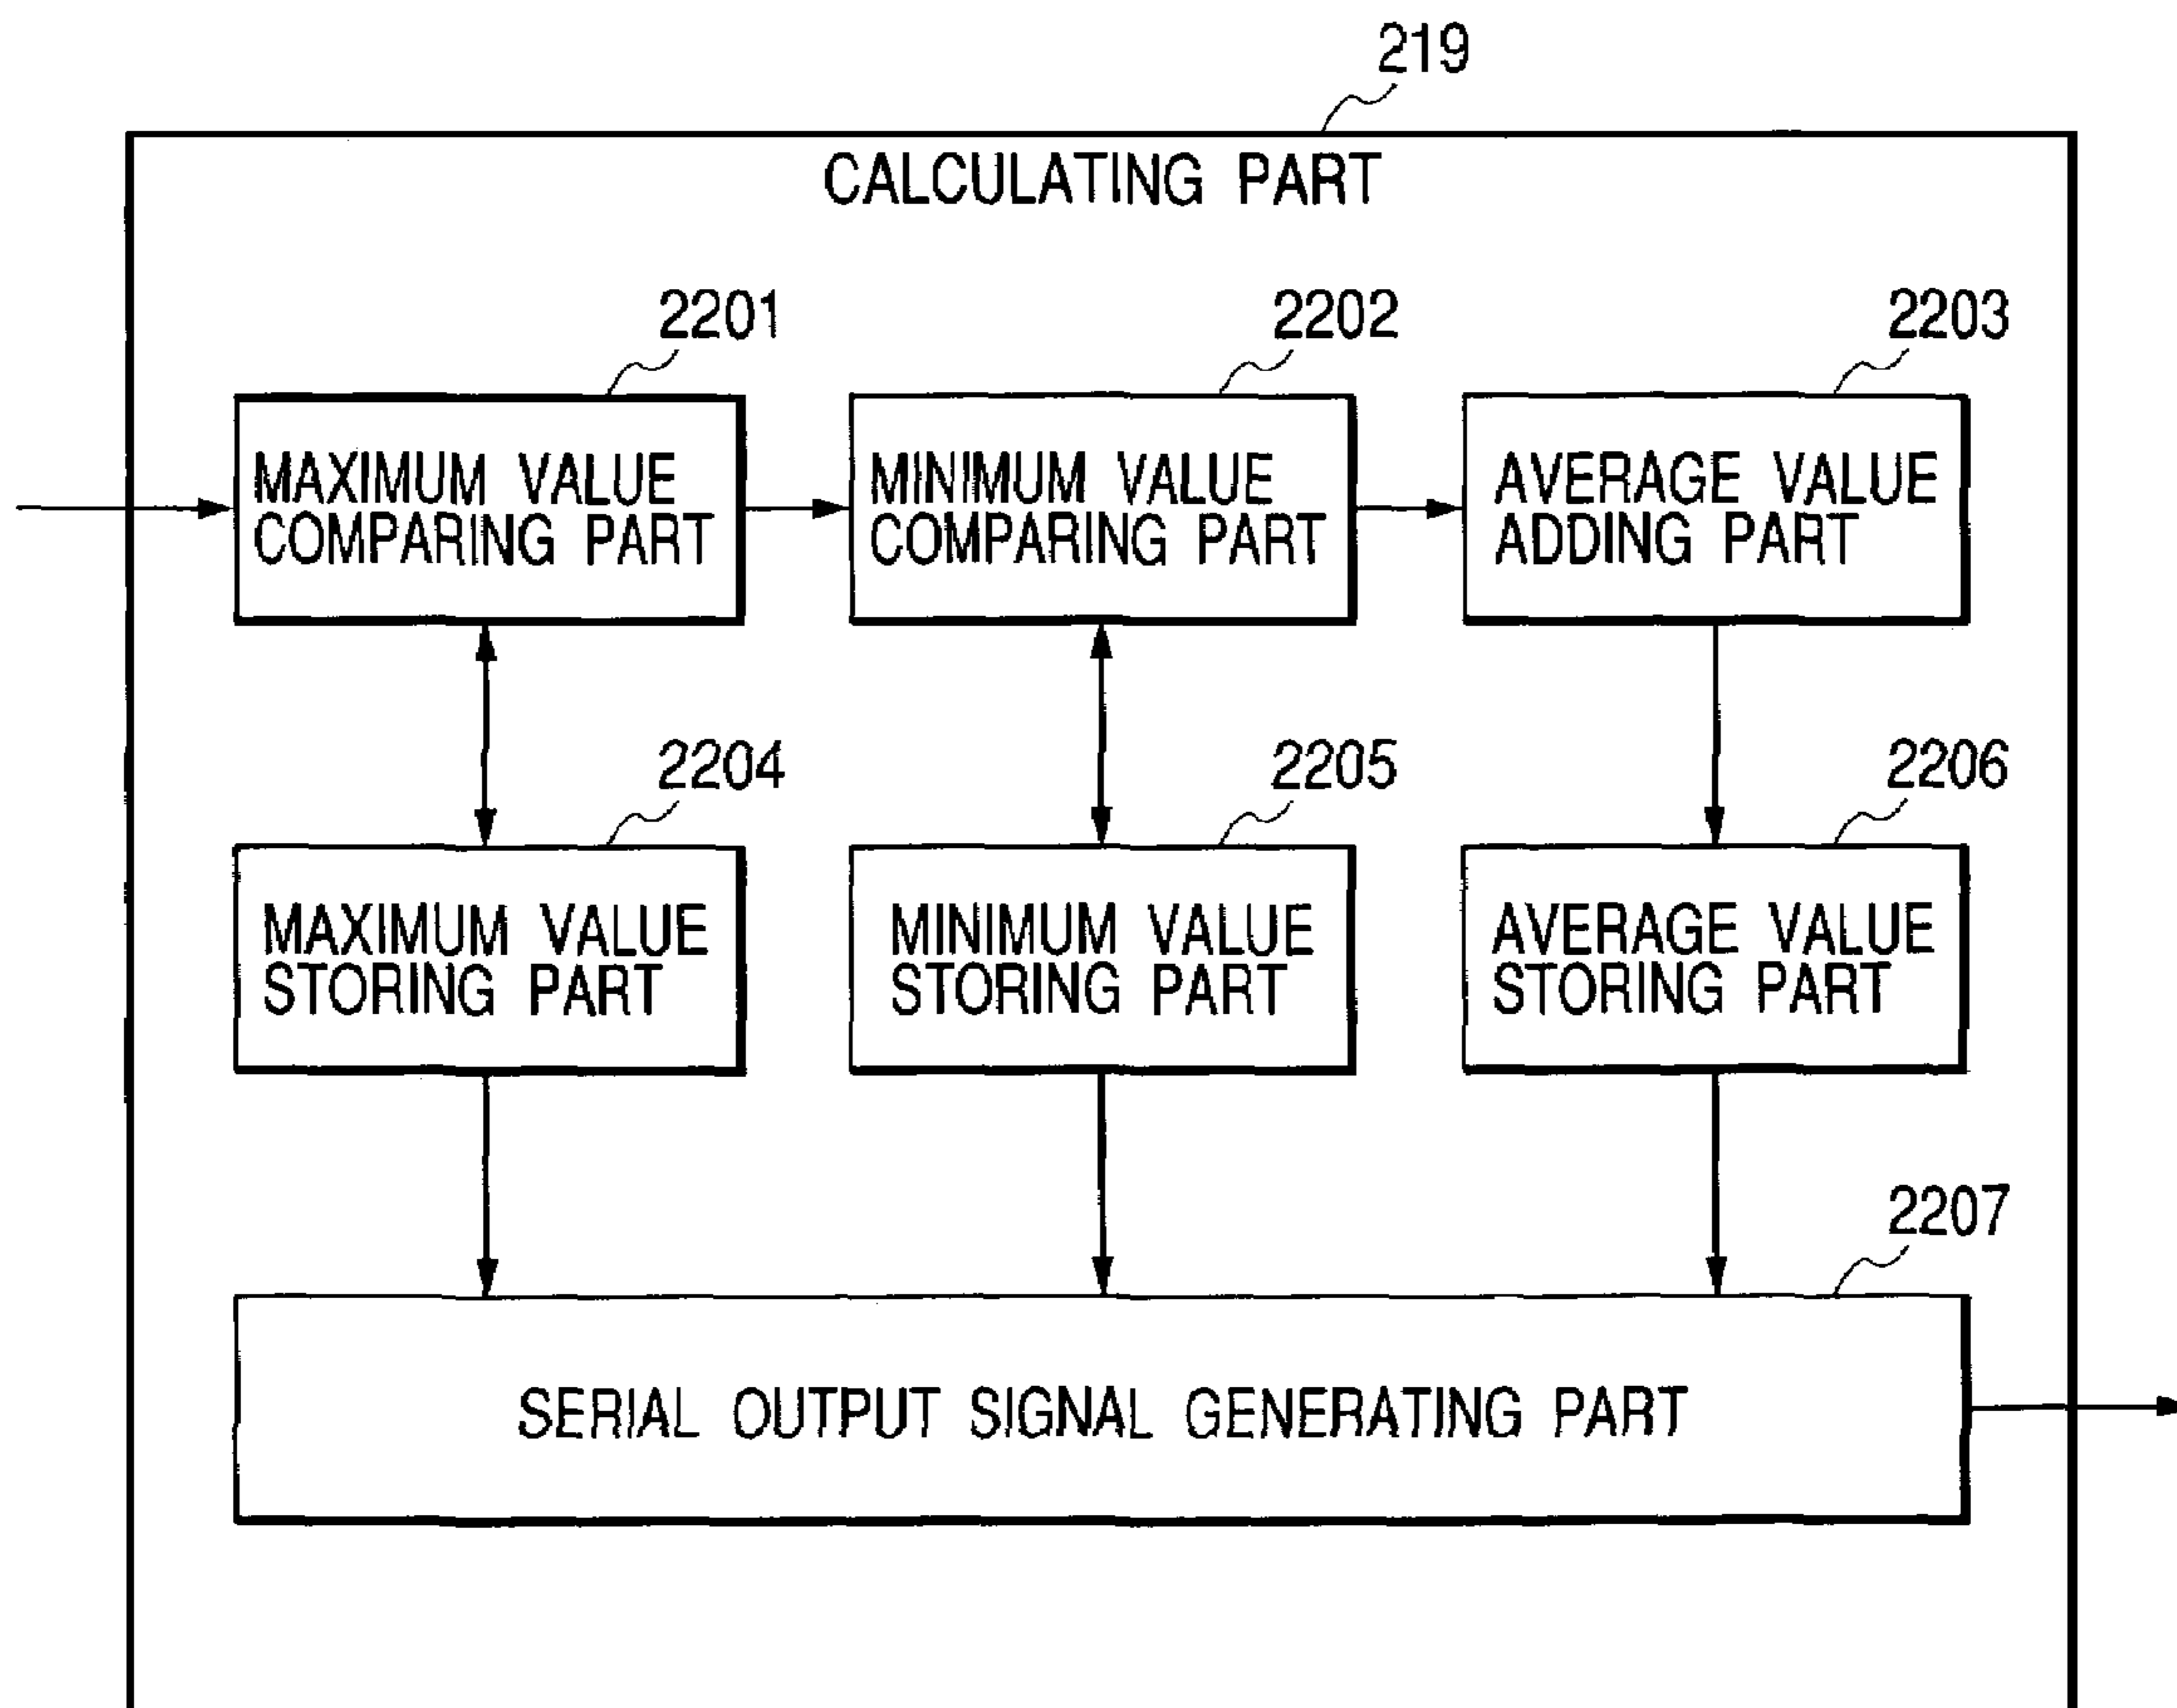 219
CALCULATING PART
2201
2202
2203
MAXIMUM VALUE
COMPARING PART
MINIMUM VALUE
COMPARING PART
AVERAGE VALUE
ADDING PART
2204
2205
2206
MAXIMUM VALUE
STORING PART
MINIMUM VALUE
STORING PART
AVERAGE VALUE
STORING PART
2207
SERIAL OUTPUT SIGNAL GENERATING PART